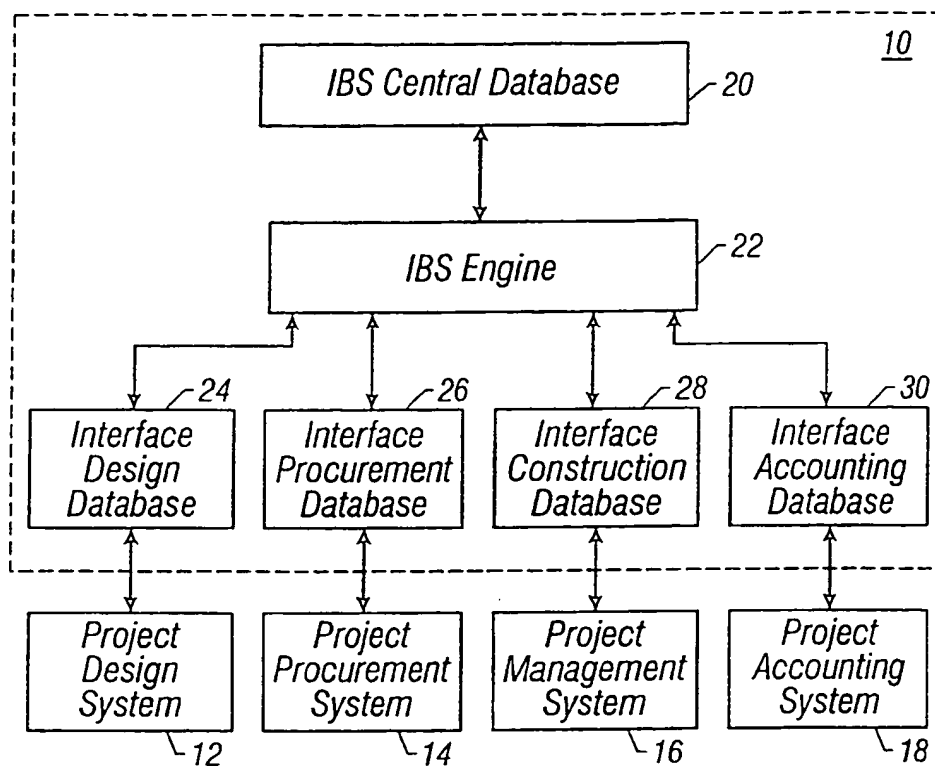 10
IBS Central Database
20
IBS Engine
22
24
26
28
30
Interface
Design
Database
Interface
Procurement
Database
Interface
Construction
Database
Interface
Accounting
Database
Project
Design
System
Project
Procurement
System
Project
Management
System
Project
Accounting
System
12
14
16
18